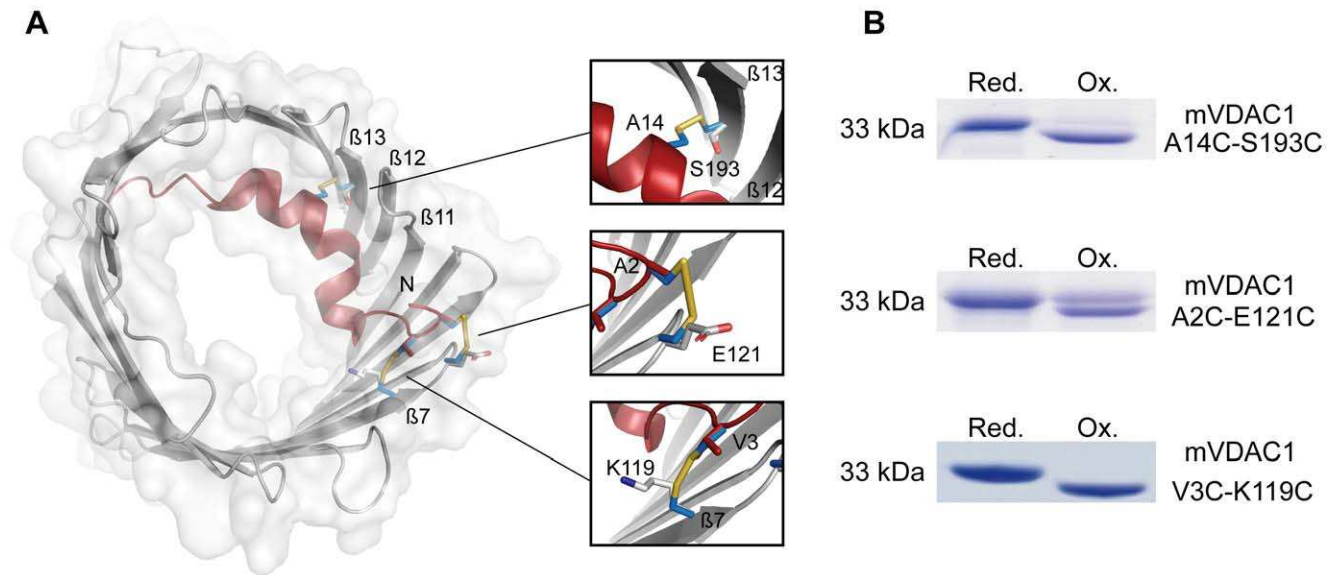 A
ß13
ß12
ß11
N
ß7
A14
ß13
S193
ß12
A2
E121
V3
K119
ß7
B
Red. Ox.
33 kDa
mVDAC1
A14C-S193C
Red. Ox.
33 kDa
mVDAC1
A2C-E121C
Red. Ox.
33 kDa
mVDAC1
V3C-K119C